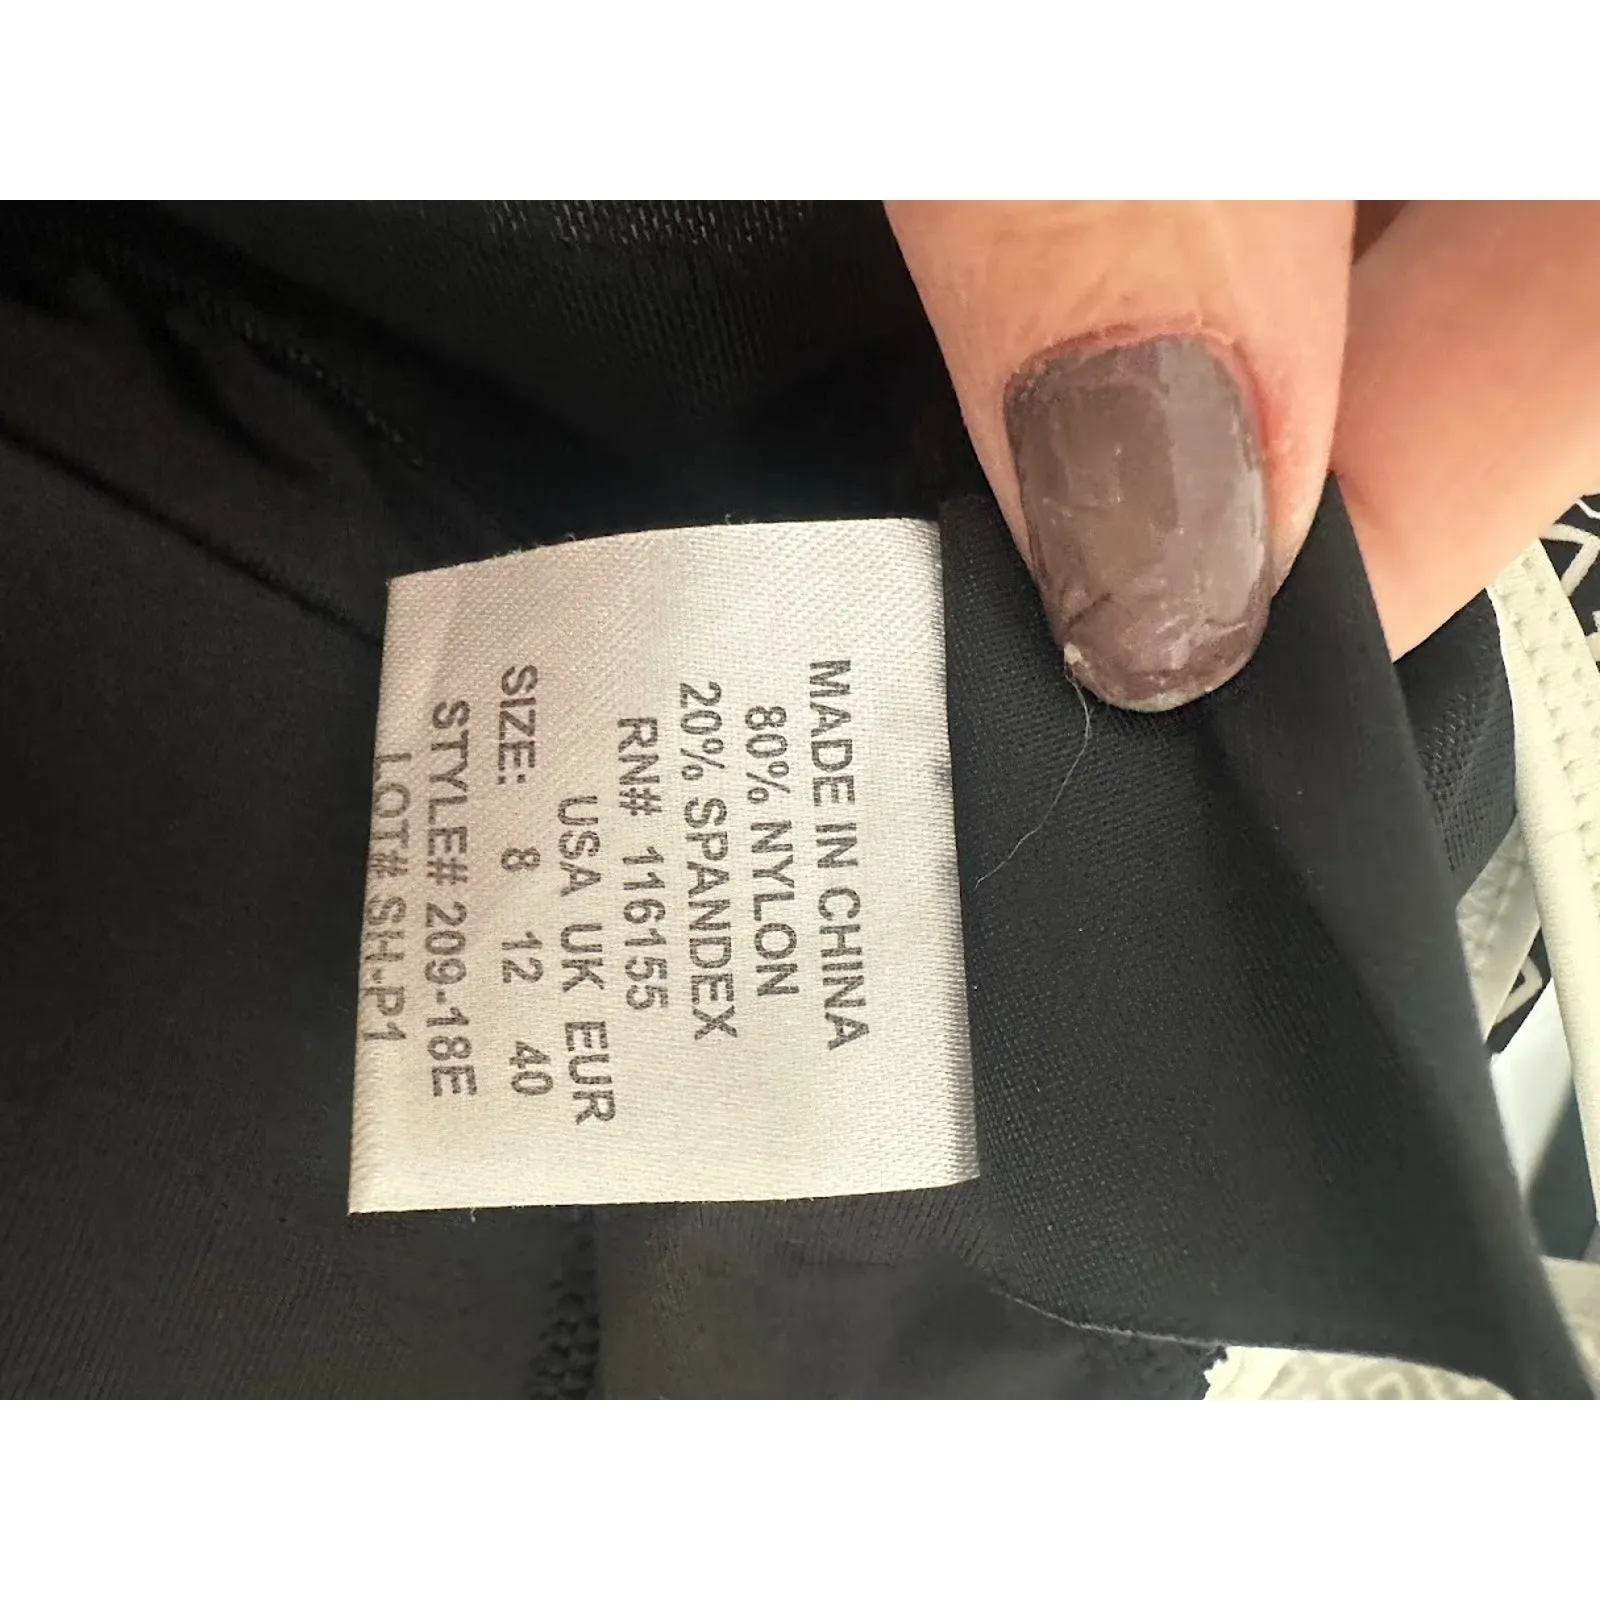 MADE IN CHINA
80% NYLON
20% SPANDEX
RN# 116155
USA UK EUR
SIZE: 8 12 40
STYLE# 209-18E
LOT# SH-P1